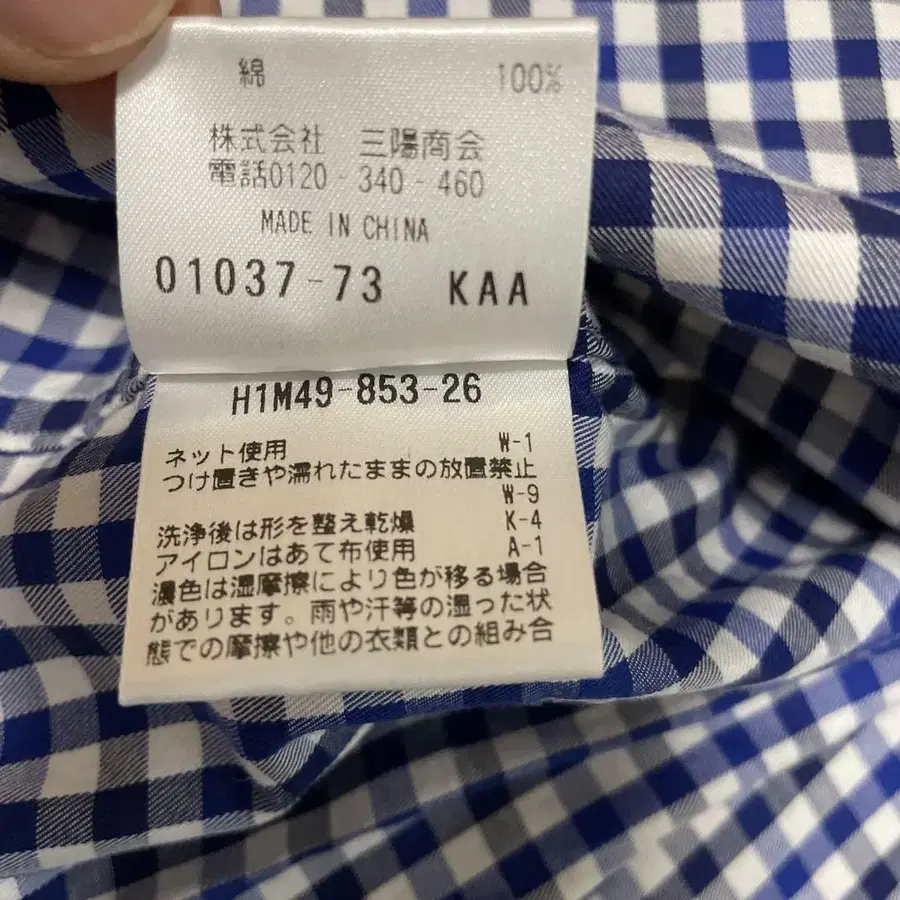 綿 100%
株式会社 三陽商会
電話0120-340-460
MADE IN CHINA
01037-73 KAA
H1M49-853-26
ネット使用 W-1
つけ置きや濡れたままの放置禁止
W-9
洗浄後は形を整え乾燥 K-4
アイロンはあて布使用 A-1
濃色は湿摩擦により色が移る場合
があります。雨や汗等の湿った状
態での摩擦や他の衣類との組み合